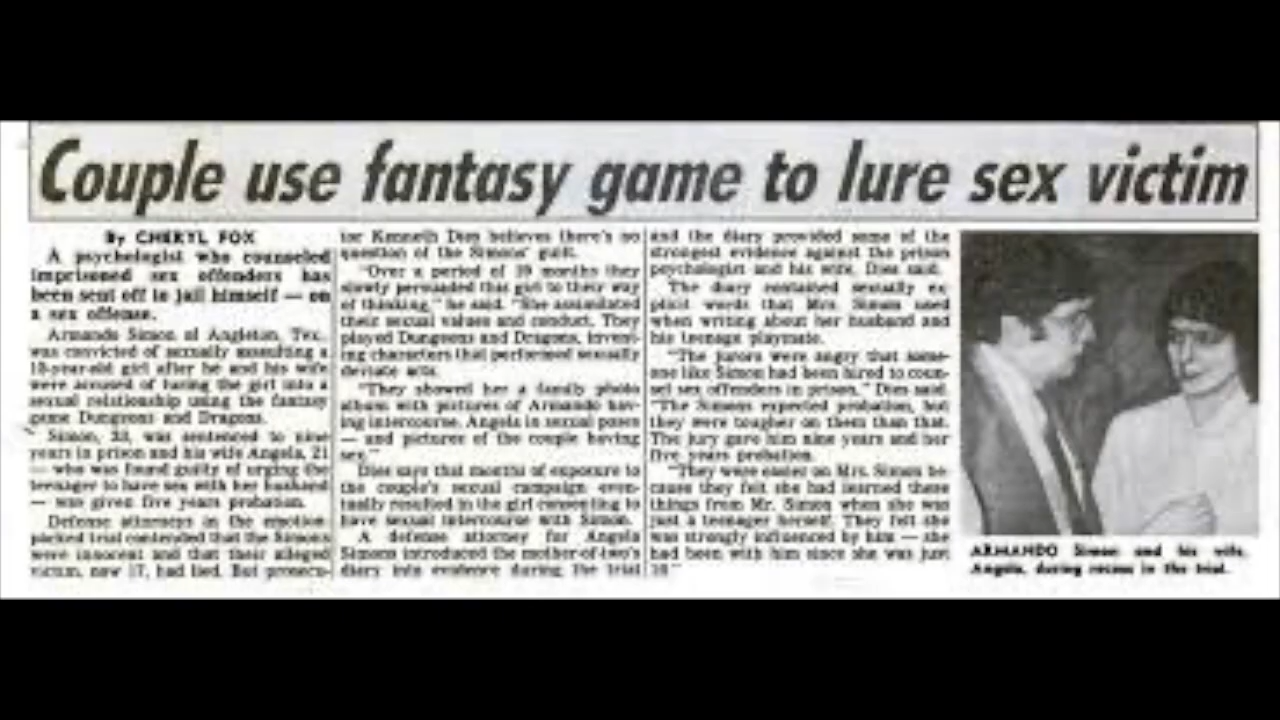 Couple use fantasy game to lure sex victim
By CHERYL FOX
A psychologist who counseled
imprisoned sex offenders has
been sent off to jail himself — on
a sex offense.
Armando Simon of Angleton, Tex.,
was convicted of sexually assaulting a
-year-old girl after he and his wife
were accused of luring the girl into a
sexual relationship using the fantasy
game Dungeons and Dragons.
Simon, 33, was sentenced to nine
years in prison and his wife Angela, 21
— who was found guilty of urging the
teenager to have sex with her husband
— was given five years probation.
Defense attorneys in the emotion-
packed trial contended that the Simons
were innocent and that their alleged
victim, now 17, had lied. But prosecu-
tor Kenneth Dies believes there's no
question of the Simons' guilt.
"Over a period of months they
slowly persuaded this girl to their way
of thinking," he said. "She assimilated
their sexual values and conduct. They
played Dungeons and Dragons, invent-
ing characters that performed sexually
deviate acts.
"They showed her a family photo
album with pictures of Armando hav-
ing intercourse, Angela in sexual poses
— and pictures of the couple having
sex."
Dies says that months of exposure to
the couple's sexual campaign even-
tually resulted in the girl consenting to
have sexual intercourse with Simon.
A defense attorney for Angela
Simons introduced the mother-of-two's
diary into evidence during the trial
and the diary provided some of the
strongest evidence against the prison
psychologist and his wife, Dies said.
The diary contained sexually ex-
plicit words that Mrs. Simon used
when writing about her husband and
his teenage playmate.
"The jurors were angry that some-
one like Simon had been hired to coun-
sel sex offenders in prison," Dies said.
"The Simons expected probation, but
they were tougher on them than that.
The jury gave him nine years and her
five years probation.
"They were easier on Mrs. Simon be-
cause they felt she had learned these
things from Mr. Simon when she was
just a teenager herself. They felt she
was strongly influenced by him — she
had been with him since she was just
ARMANDO Simon and his wife,
Angela, during recess in the trial.